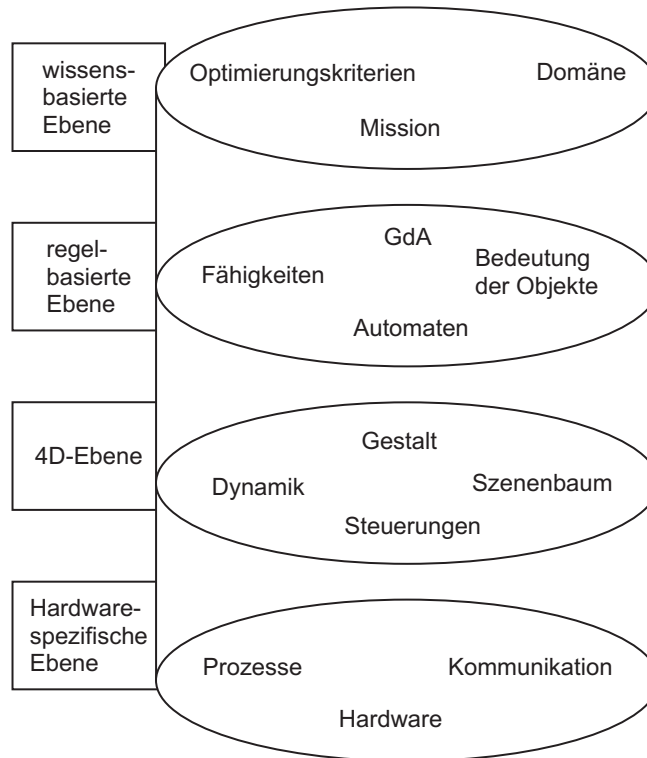 wissens-
basierte
Ebene
Optimierungskriterien
Domäne
Mission
regel-
basierte
Ebene
GdA
Fähigkeiten
Bedeutung
der Objekte
Automaten
4D-Ebene
Gestalt
Dynamik
Szenenbaum
Steuerungen
Hardware-
spezifische
Ebene
Prozesse
Kommunikation
Hardware